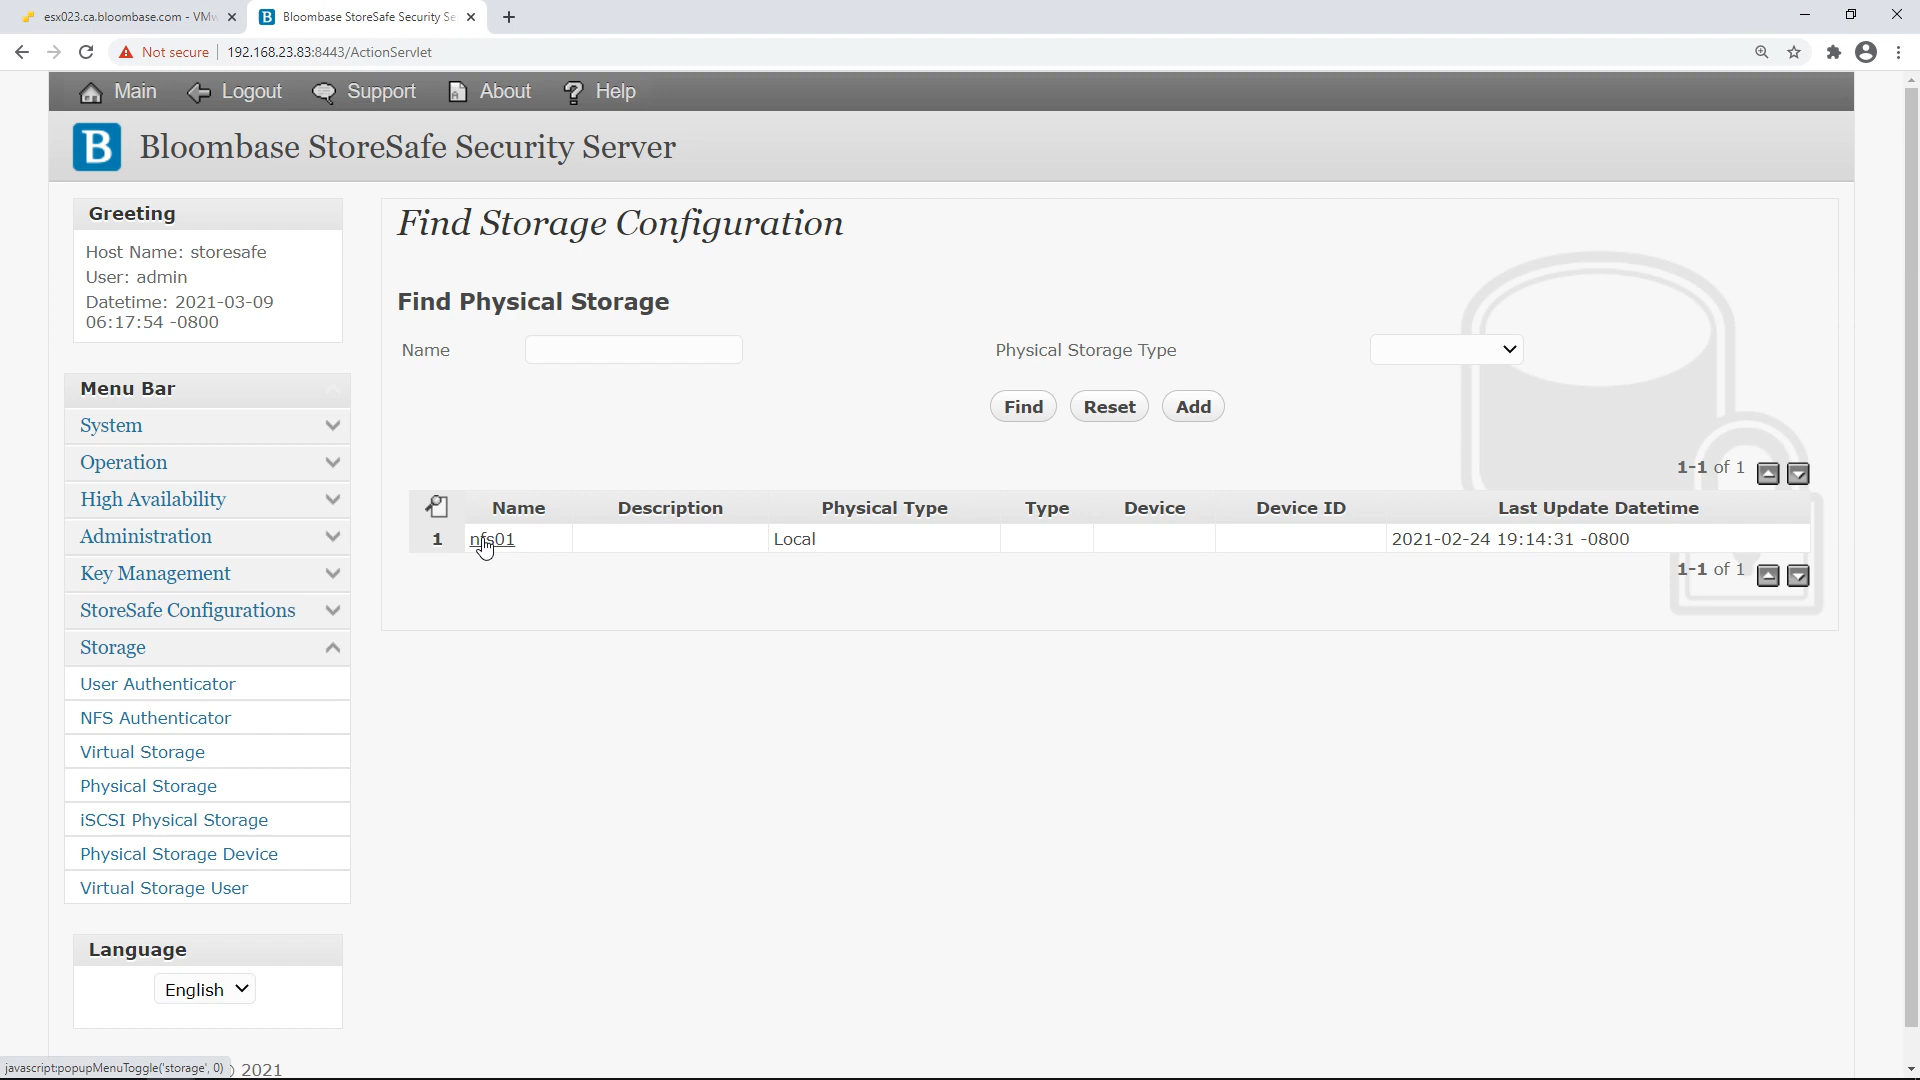 esx023.ca.bloombase.com - VMw
Bloombase StoreSafe Security Se
Not secure
192.168.23.83:8443/ActionServlet
Main
Logout
Support
About
Help
B
Bloombase StoreSafe Security Server
Greeting
Host Name: storesafe
User: admin
Datetime: 2021-03-09
06:17:54 -0800
Menu Bar
System
Operation
High Availability
Administration
Key Management
StoreSafe Configurations
Storage
User Authenticator
NFS Authenticator
Virtual Storage
Physical Storage
iSCSI Physical Storage
Physical Storage Device
Virtual Storage User
Language
English
Find Storage Configuration
Find Physical Storage
Name
Physical Storage Type
Find
Reset
Add
1-1 of 1
Name Description Physical Type Type Device Device ID Last Update Datetime
1 nfs01 Local 2021-02-24 19:14:31 -0800
1-1 of 1
javascript:popupMenuToggle('storage', 0)
2021